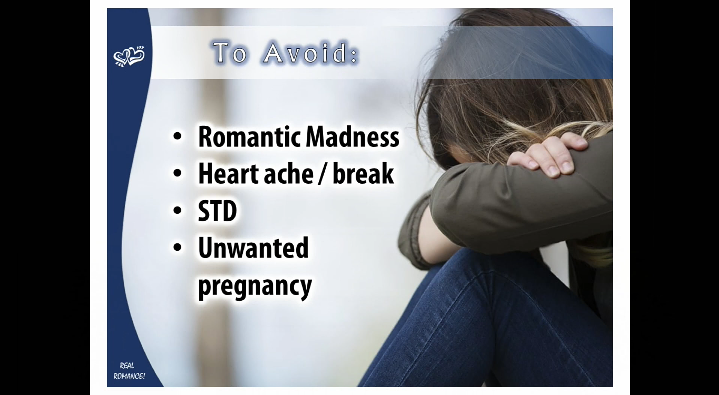 To Avoid:
• Romantic Madness
• Heart ache / break
• STD
• Unwanted
pregnancy
REAL
ROMANCE!